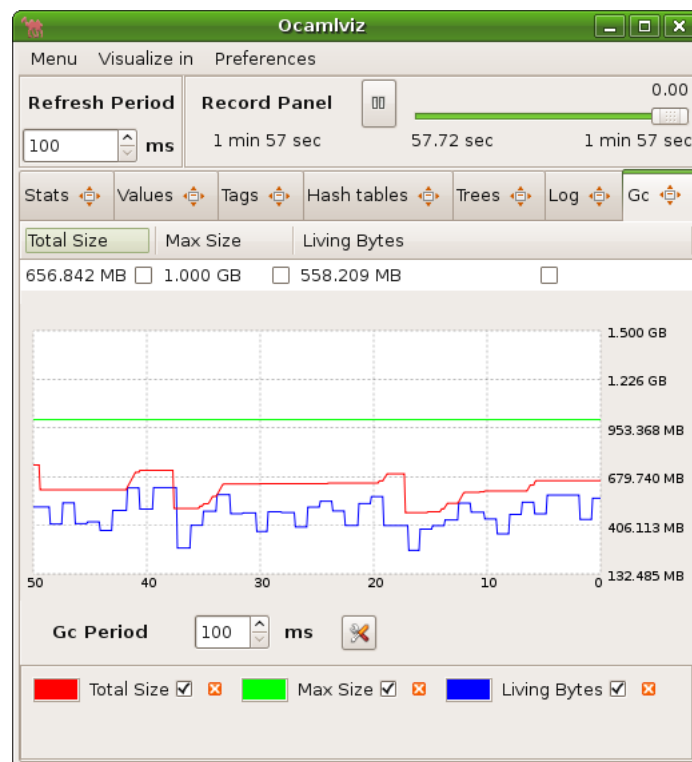 Ocamlviz
Menu Visualize in Preferences
Refresh Period Record Panel 0.00
100 ms 1 min 57 sec 57.72 sec 1 min 57 sec
Stats Values Tags Hash tables Trees Log Gc
Total Size Max Size Living Bytes
656.842 MB 1.000 GB 558.209 MB
1.500 GB
1.226 GB
953.368 MB
679.740 MB
406.113 MB
132.485 MB
50 40 30 20 10 0
Gc Period 100 ms
Total Size Max Size Living Bytes